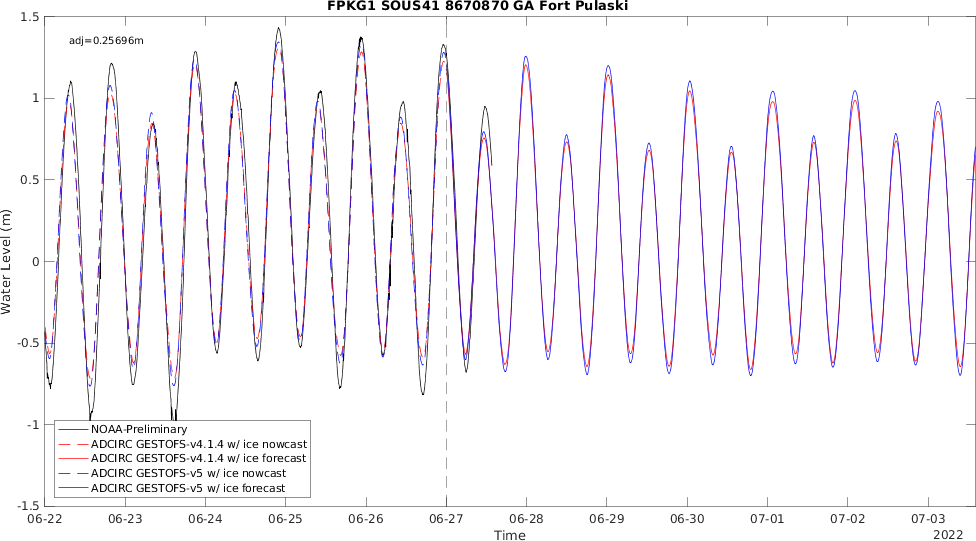 FPKG1 SOUS41 8670870 GA Fort Pulaski
1.5
adj=0.25696m
1
0.5
0
-0.5
-1
-1.5
Water Level (m)
NOAA-Preliminary
ADCIRC GESTOFS-v4.1.4 w/ ice nowcast
ADCIRC GESTOFS-v4.1.4 w/ ice forecast
ADCIRC GESTOFS-v5 w/ ice nowcast
ADCIRC GESTOFS-v5 w/ ice forecast
06-22 06-23 06-24 06-25 06-26 06-27 06-28 06-29 06-30 07-01 07-02 07-03
Time
2022